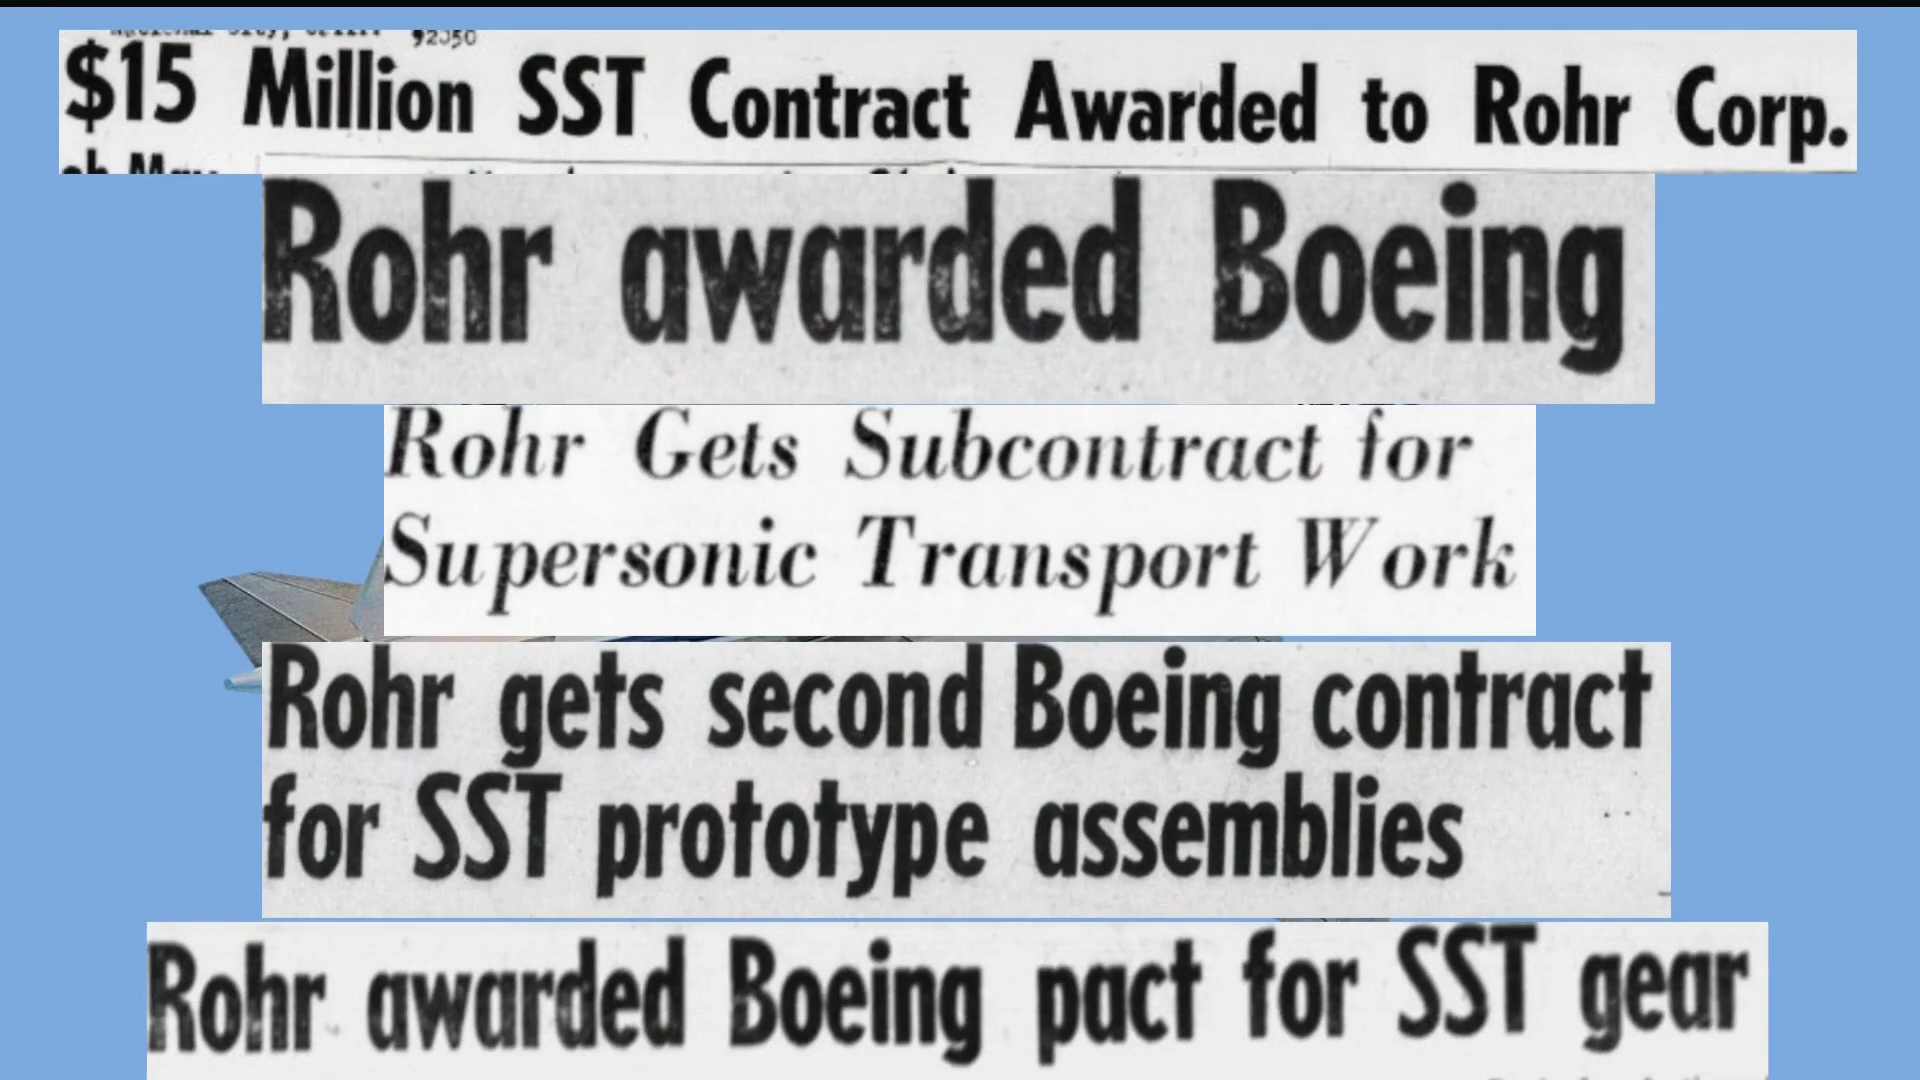 92050
$15 Million SST Contract Awarded to Rohr Corp.
Rohr awarded Boeing
Rohr Gets Subcontract for
Supersonic Transport Work
Rohr gets second Boeing contract
for SST prototype assemblies
Rohr awarded Boeing pact for SST gear